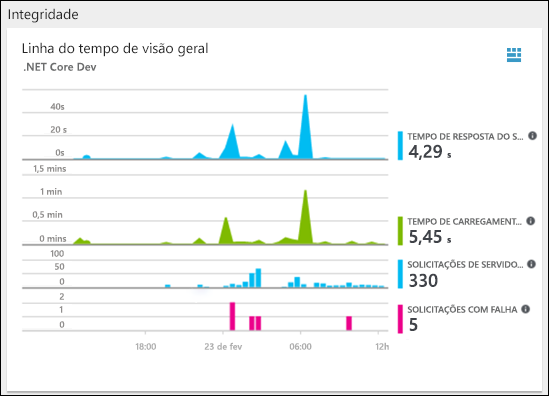 Integridade
Linha do tempo de visão geral
.NET Core Dev
40s
20 s
0s
TEMPO DE RESPOSTA DO S...
4,29 s
1,5 mins
1 min
0,5 min
0 mins
TEMPO DE CARREGAMENT...
5,45 s
100
50
0
SOLICITAÇÕES DE SERVIDO...
330
2
1
0
SOLICITAÇÕES COM FALHA
5
18:00
23 de fev
06:00
12h